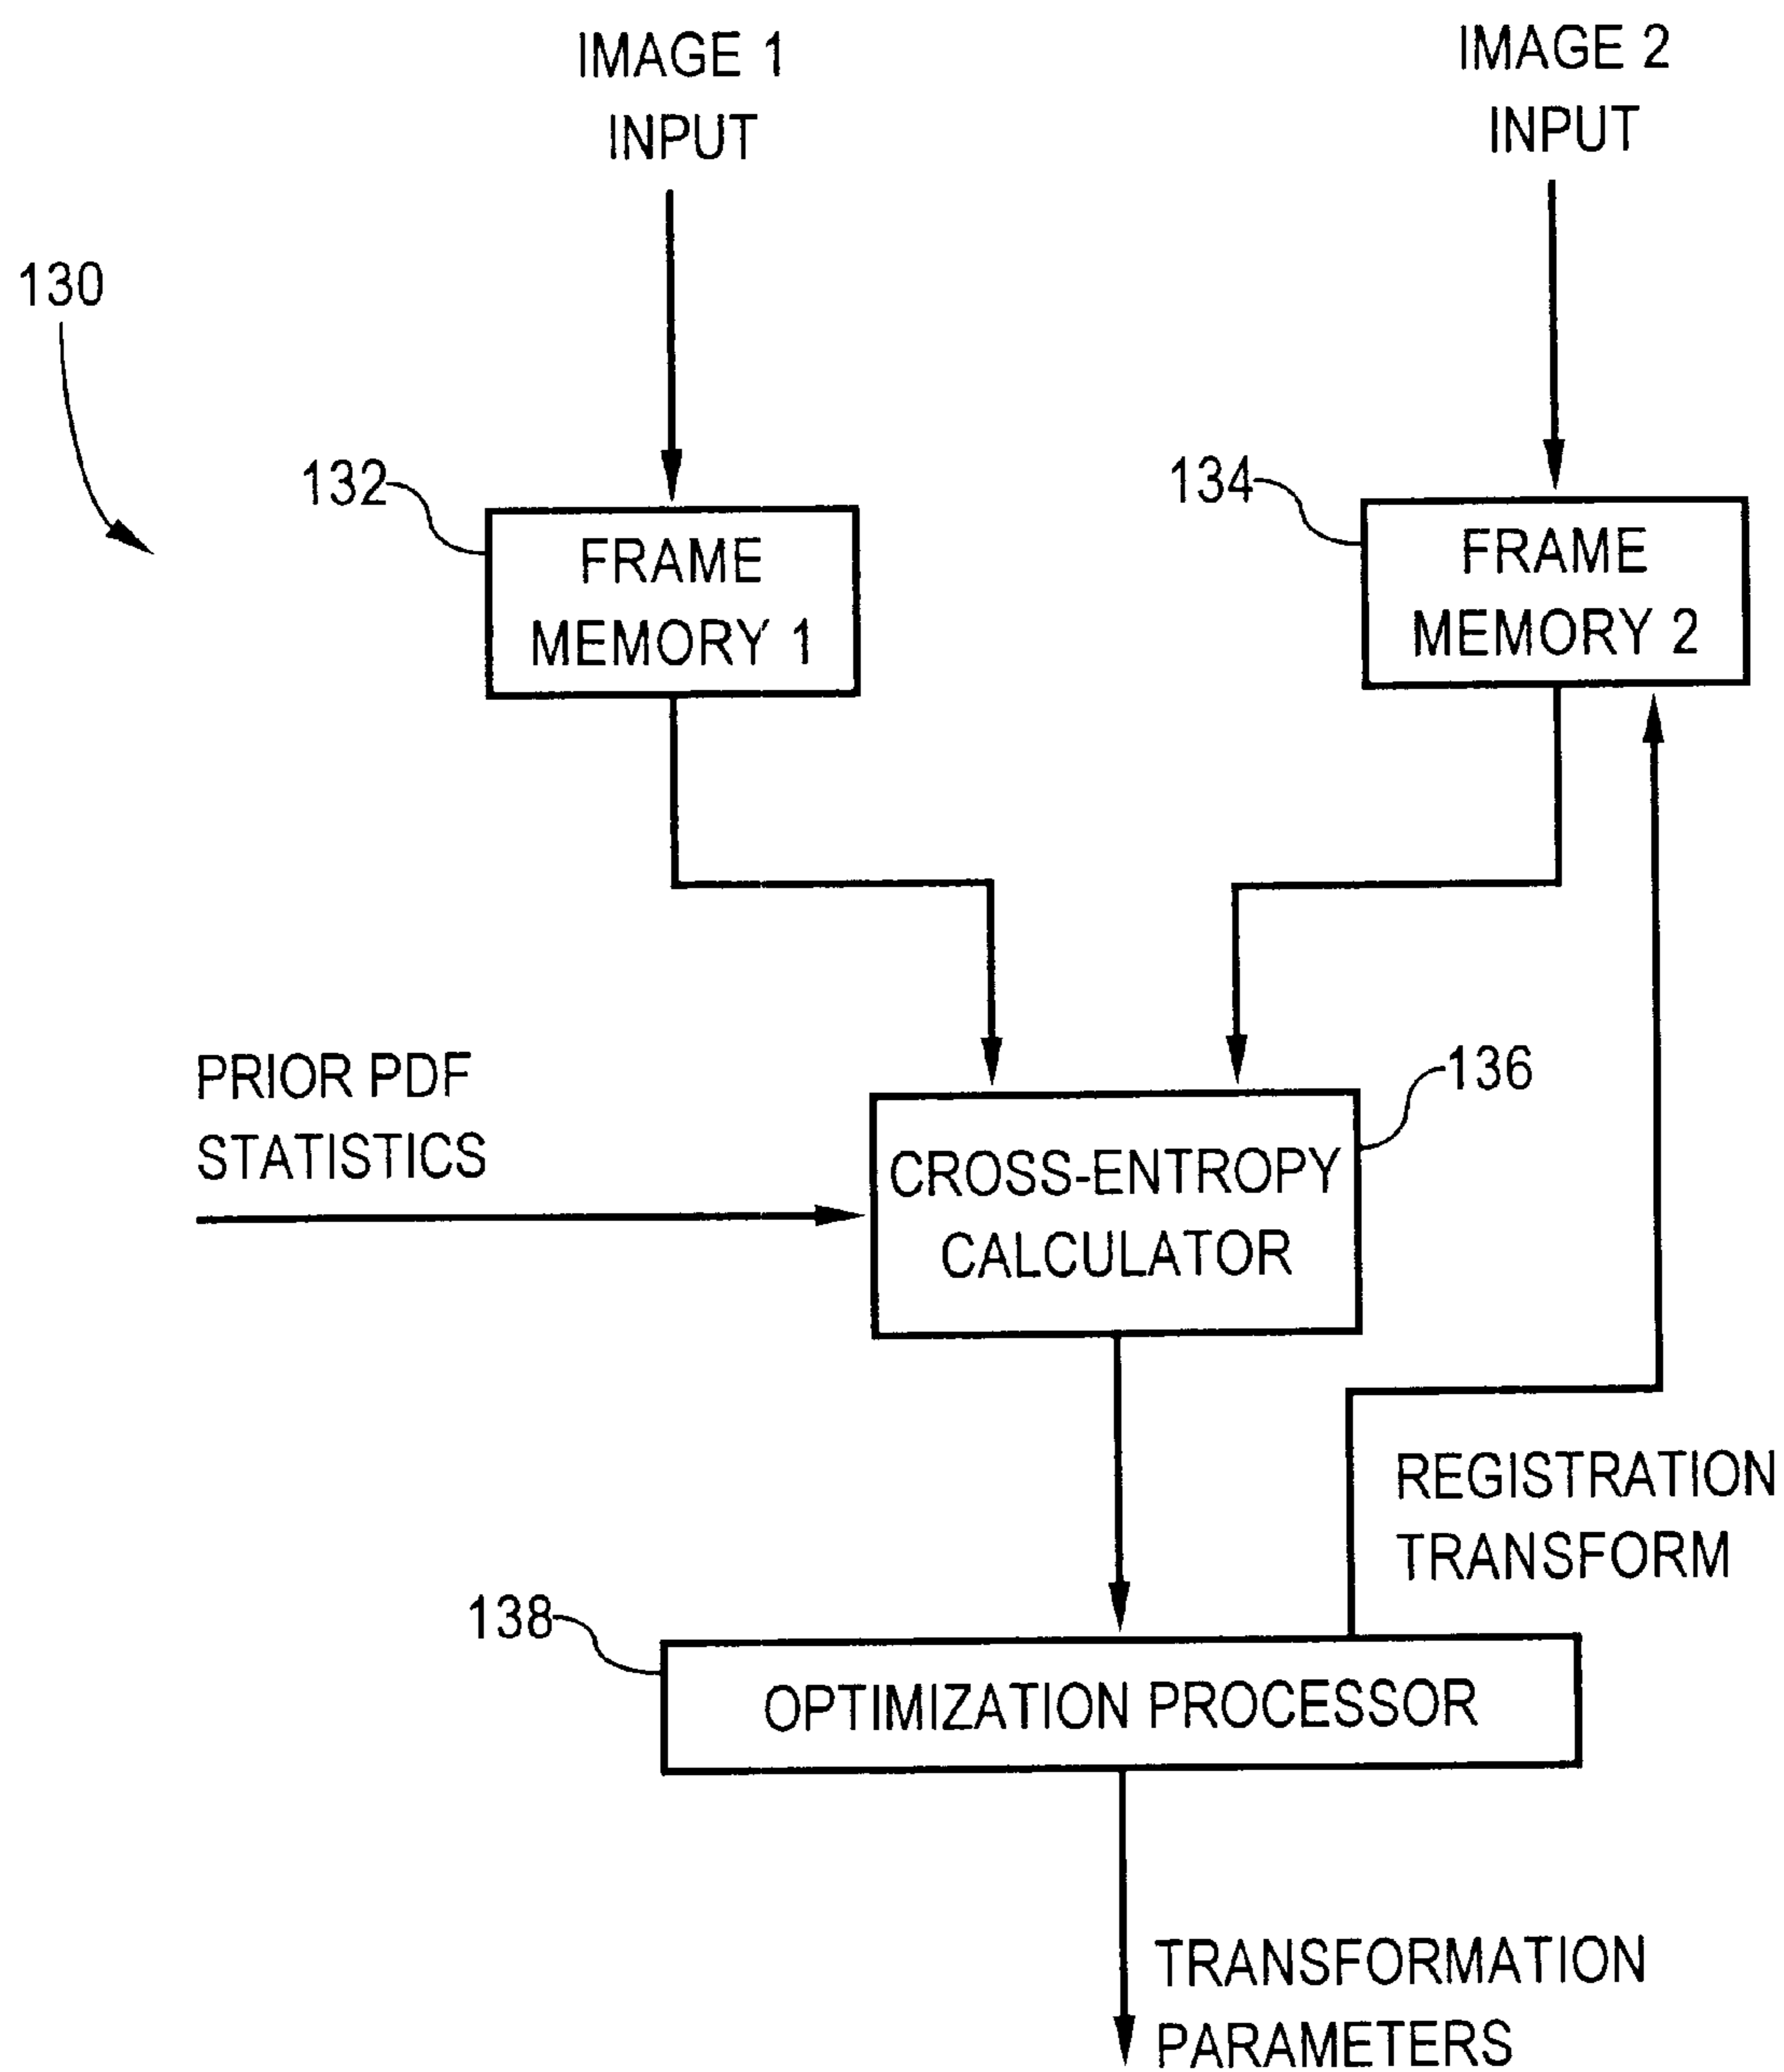 IMAGE 1
INPUT
IMAGE 2
INPUT
130
132
FRAME
MEMORY 1
134
FRAME
MEMORY 2
PRIOR PDF
STATISTICS
136
CROSS-ENTROPY
CALCULATOR
REGISTRATION
TRANSFORM
138
OPTIMIZATION PROCESSOR
TRANSFORMATION
PARAMETERS